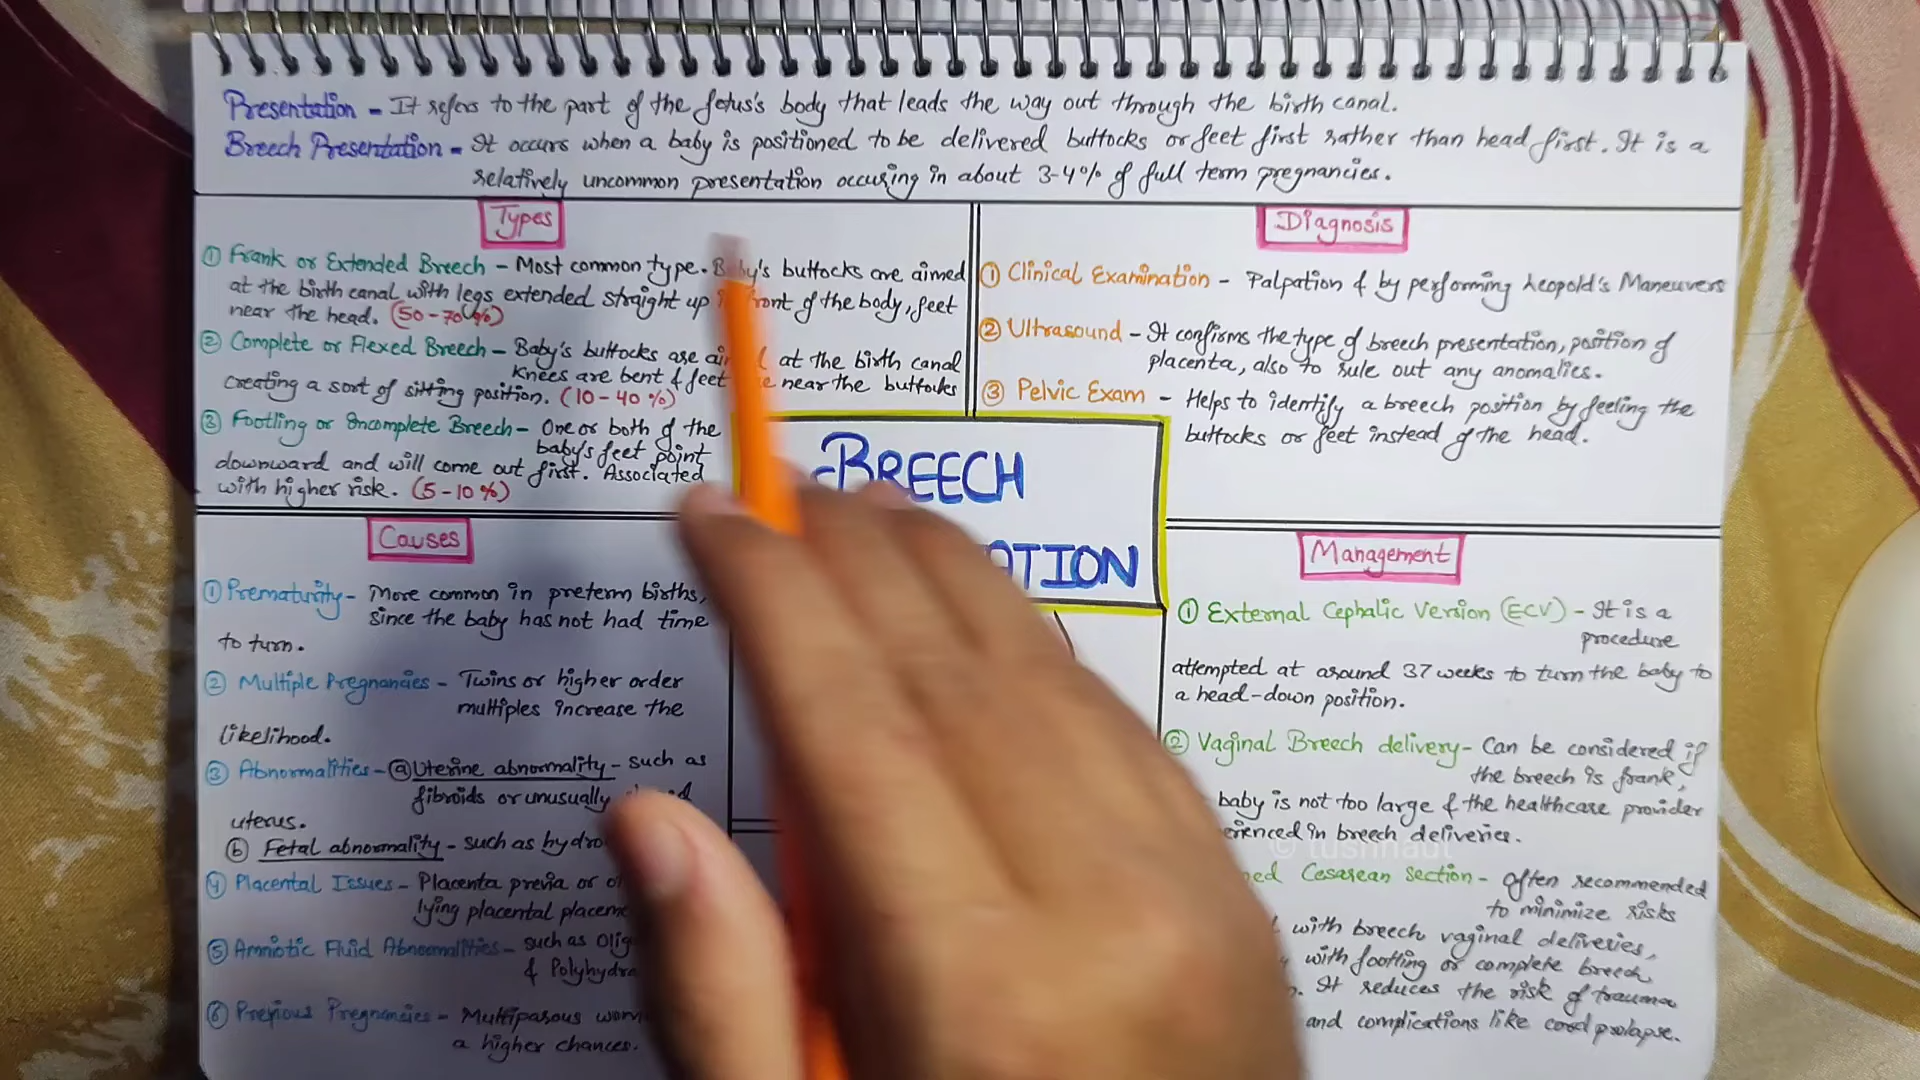 Presentation - It refers to the part of the fetus's body that leads the way out through the birth canal.
Breech Presentation - It occurs when a baby is positioned to be delivered buttocks or feet first rather than head first. It is a
relatively uncommon presentation occuring in about 3-4% of full term pregnancies.
Types
① Frank or Extended Breech - Most common type. Baby's buttocks are aimed
at the birth canal with legs extended straight up in front of the body, feet
near the head. (50-70%)
② Complete or Flexed Breech - Baby's buttocks are at the birth canal
knees are bent & feet near the buttocks
creating a sort of sitting position. (10-40%)
③ Footling or Incomplete Breech - One or both of the
baby's feet point
downward and will come out first. Associated
with higher risk. (5-10%)
Diagnosis
① Clinical Examination - Palpation & by performing Leopold's Maneuvers
② Ultrasound - It confirms the type of breech presentation, position of
placenta, also to rule out any anomalies.
③ Pelvic Exam - Helps to identify a breech position by feeling the
buttocks or feet instead of the head.
BREECH
ATION
Causes
① Prematurity - More common in preterm births,
since the baby has not had time
to turn.
② Multiple Pregnancies - Twins or higher order
multiples increase the
likelihood.
③ Abnormalities - ⓐ Uterine abnormality - such as
fibroids or unusually
uterus.
ⓑ Fetal abnormality - such as hydro
④ Placental Issues - Placenta previa or
lying placental placeme
⑤ Amniotic Fluid Abnormalities - such as Olig
& Polyhydra
⑥ Previous Pregnancies - Multiparous wom
a higher chances.
Management
① External Cephalic Version (ECV) - It is a
procedure
attempted at around 37 weeks to turn the baby to
a head-down position.
② Vaginal Breech delivery - Can be considered if
the breech is frank,
baby is not too large & the healthcare provider
erienced in breech deliveries.
© tushhaut
ned Cesarean Section - Often recommended
to minimize risks
with breech vaginal deliveries,
with footling or complete breech
. It reduces the risk of trauma
and complications like cord prolapse.